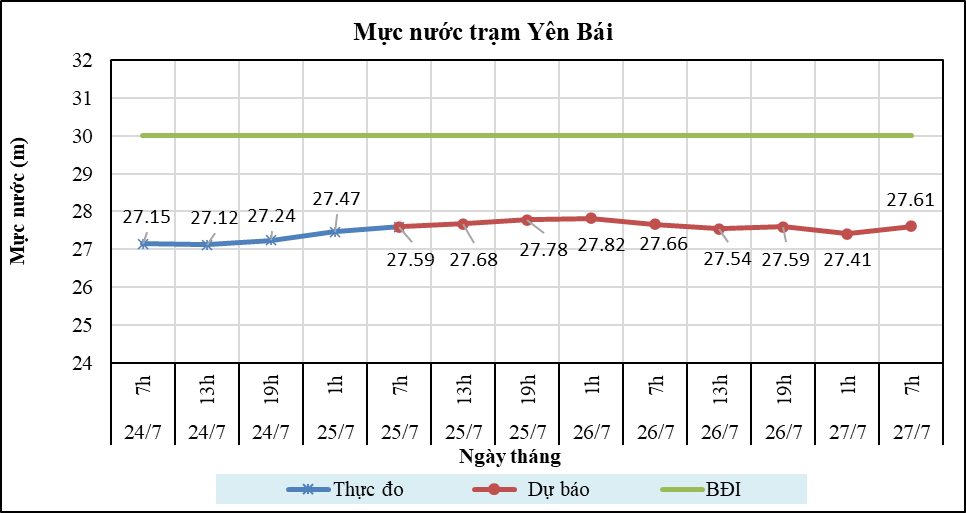 Mực nước trạm Yên Bái
Mực nước (m)
32
31
30
29
28
27
26
25
24
27.15 27.12 27.24 27.47 27.59 27.68 27.78 27.82 27.66 27.54 27.59 27.41 27.61
7h 13h 19h 1h 7h 13h 19h 1h 7h 13h 19h 1h 7h
24/7 24/7 24/7 25/7 25/7 25/7 25/7 26/7 26/7 26/7 26/7 27/7 27/7
Ngày tháng
Thực đo Dự báo BĐI